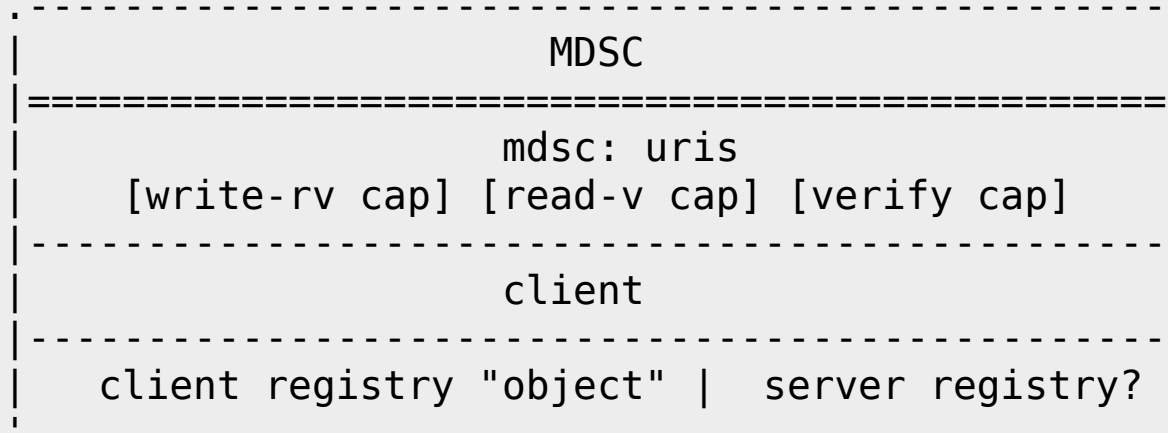 MDSC
mdsc: uris
[write-rv cap] [read-v cap] [verify cap]
client
client registry "object" | server registry?